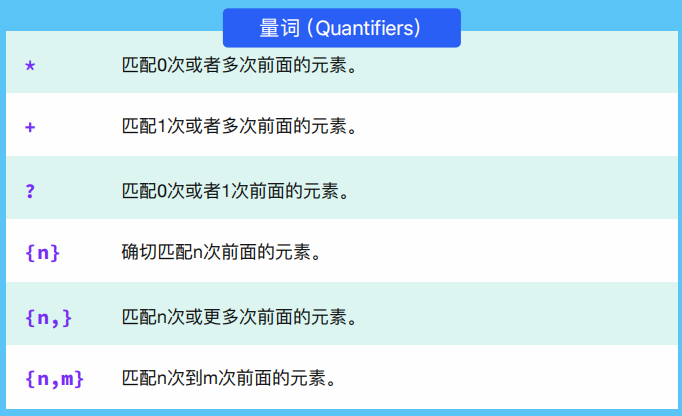 量词（Quantifiers）
* 匹配0次或者多次前面的元素。
+ 匹配1次或者多次前面的元素。
? 匹配0次或者1次前面的元素。
{n} 确切匹配n次前面的元素。
{n,} 匹配n次或更多次前面的元素。
{n,m} 匹配n次到m次前面的元素。